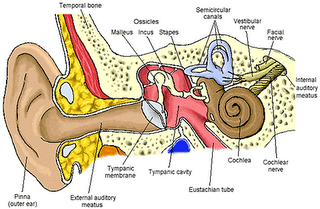 Temporal bone
Ossicles
Malleus Incus Stapes
Semicircular
canals
Vestibular
nerve
Facial
nerve
Internal
auditory
meatus
Cochlear
nerve
Cochlea
Eustachian tube
Tympanic cavity
Tympanic
membrane
External auditory
meatus
Pinna
(outer ear)